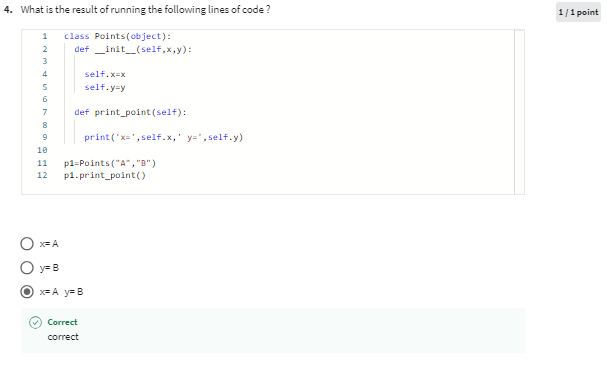 4. What is the result of running the following lines of code ?
1 / 1 point
1 class Points(object):
2 def __init__(self,x,y):
3
4 self.x=x
5 self.y=y
6
7 def print_point(self):
8
9 print('x=',self.x,' y=',self.y)
10
11 p1=Points("A","B")
12 p1.print_point()
x= A
y= B
x= A y= B
Correct
correct